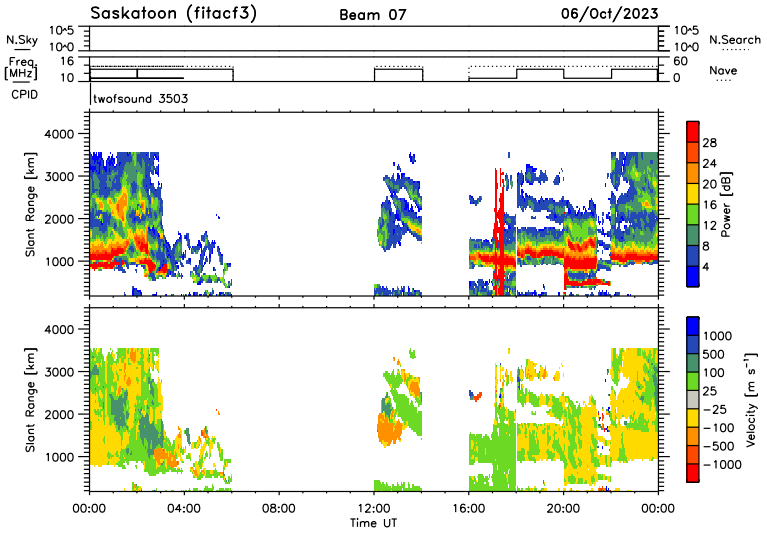 Saskatoon (fitacf3) Beam 07 06/Oct/2023
N.Sky 10^5 10^0 10^5 10^0 N.Search
Freq. [MHz] 16 10 60 0 Nave
CPID twofsound 3503
Slant Range [km] 4000 3000 2000 1000
28 24 20 16 12 8 4 Power [dB]
Slant Range [km] 4000 3000 2000 1000
1000 500 100 25 −25 −100 −500 −1000 Velocity [m s⁻¹]
00:00 04:00 08:00 12:00 16:00 20:00 00:00
Time UT